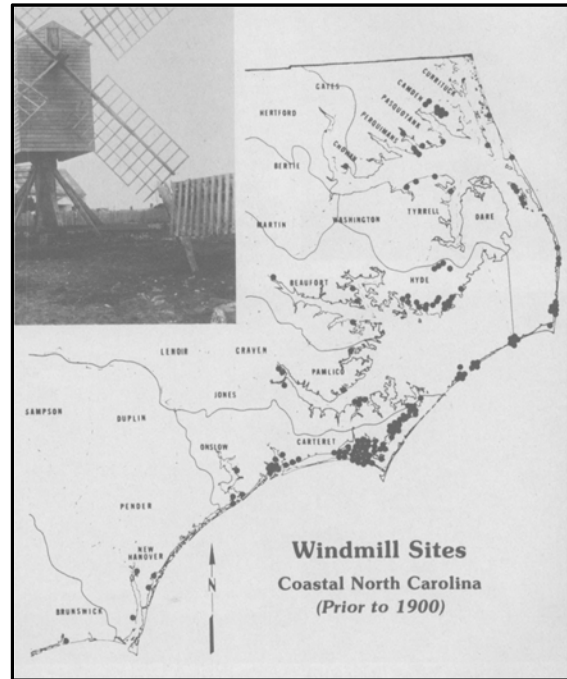 CURRITUCK
CAMDEN
GATES
PASQUOTANK
HERTFORD
PERQUIMANS
CHOWAN
BERTIE
TYRRELL
WASHINGTON
DARE
MARTIN
HYDE
BEAUFORT
LENOIR
CRAVEN
PAMLICO
JONES
SAMPSON
DUPLIN
ONSLOW
CARTERET
PENDER
NEW
HANOVER
BRUNSWICK
N
Windmill Sites
Coastal North Carolina
(Prior to 1900)